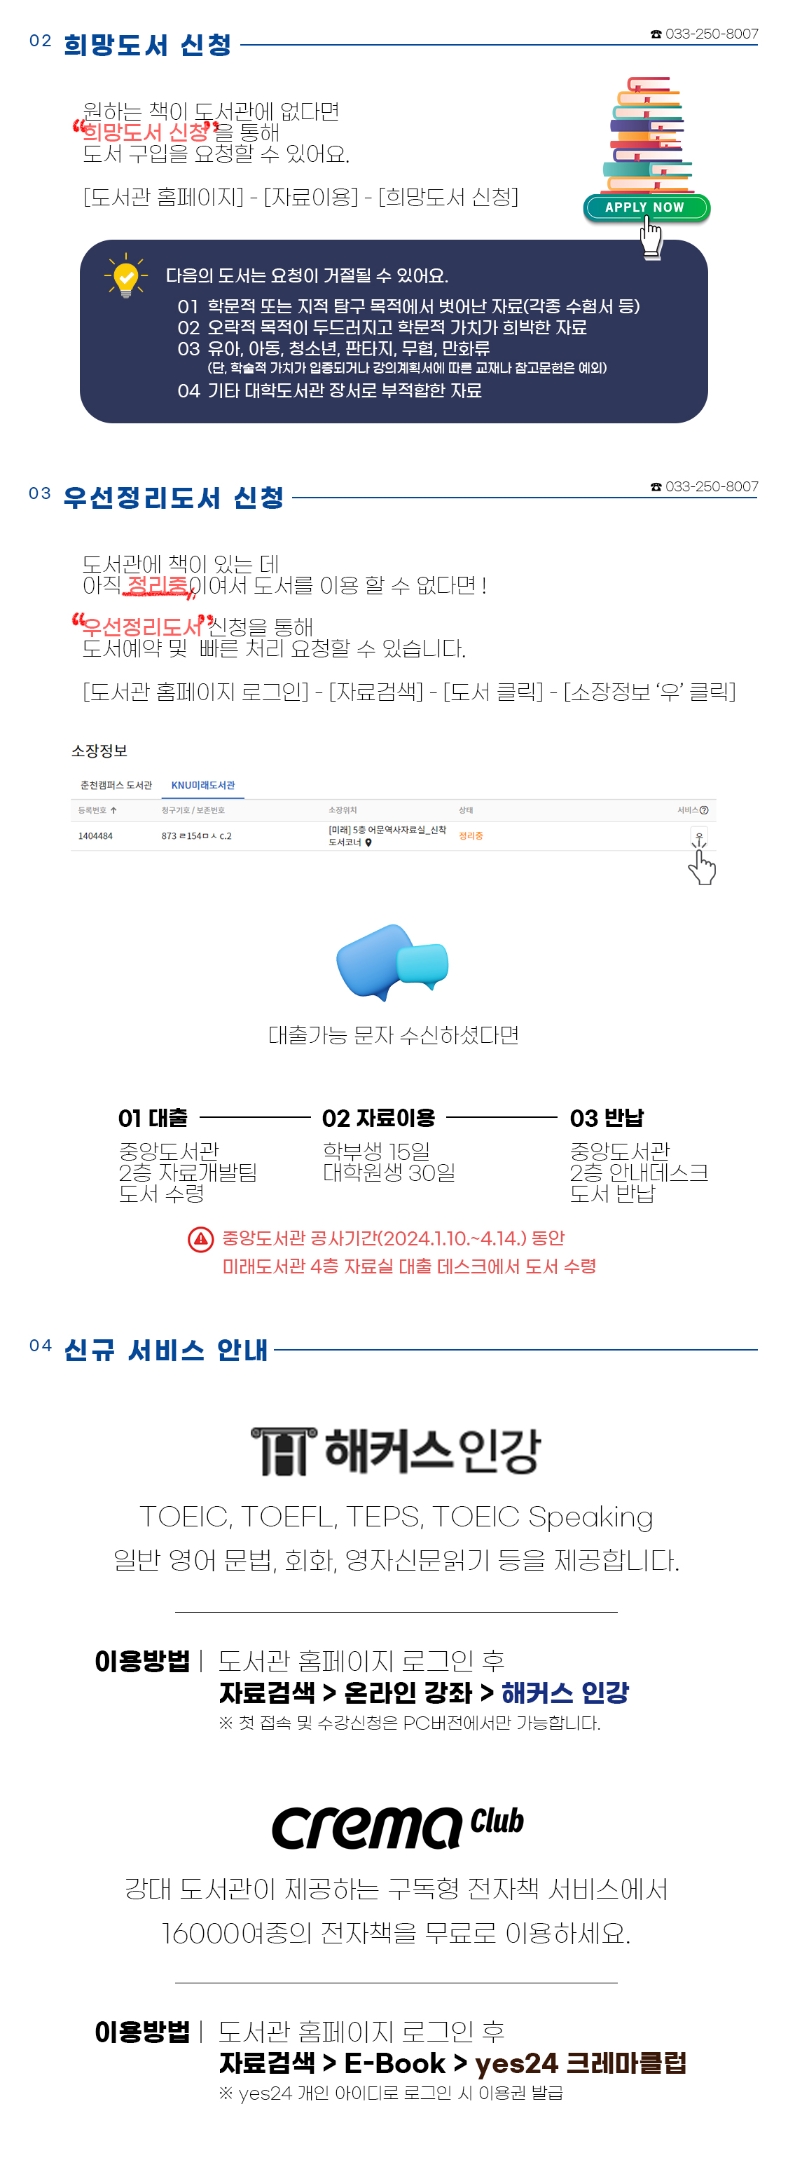 02 희망도서 신청
☎ 033-250-8007
원하는 책이 도서관에 없다면
“희망도서 신청”을 통해
도서 구입을 요청할 수 있어요.
[도서관 홈페이지] - [자료이용] - [희망도서 신청]
APPLY NOW
다음의 도서는 요청이 거절될 수 있어요.
01 학문적 또는 지적 탐구 목적에서 벗어난 자료(각종 수험서 등)
02 오락적 목적이 두드러지고 학문적 가치가 희박한 자료
03 유아, 아동, 청소년, 판타지, 무협, 만화류
(단, 학술적 가치가 입증되거나 강의계획서에 따른 교재나 참고문헌은 예외)
04 기타 대학도서관 장서로 부적합한 자료
03 우선정리도서 신청
☎ 033-250-8007
도서관에 책이 있는 데
아직 정리중이여서 도서를 이용 할 수 없다면 !
“우선정리도서”신청을 통해
도서예약 및 빠른 처리 요청할 수 있습니다.
[도서관 홈페이지 로그인] - [자료검색] - [도서 클릭] - [소장정보 ‘우’ 클릭]
소장정보
춘천캠퍼스 도서관 KNU미래도서관
등록번호 ↑ 청구기호 / 보존번호 소장위치 상태 서비스?
1404484 873 ㄹ154ㅁㅅ c.2 [미래] 5층 어문역사자료실_신착 정리중 우
도서코너
대출가능 문자 수신하셨다면
01 대출
중앙도서관
2층 자료개발팀
도서 수령
02 자료이용
학부생 15일
대학원생 30일
03 반납
중앙도서관
2층 안내데스크
도서 반납
중앙도서관 공사기간(2024.1.10.~4.14.) 동안
미래도서관 4층 자료실 대출 데스크에서 도서 수령
04 신규 서비스 안내
해커스인강
TOEIC, TOEFL, TEPS, TOEIC Speaking
일반 영어 문법, 회화, 영자신문읽기 등을 제공합니다.
이용방법 | 도서관 홈페이지 로그인 후
자료검색 > 온라인 강좌 > 해커스 인강
※ 첫 접속 및 수강신청은 PC버전에서만 가능합니다.
crema Club
강대 도서관이 제공하는 구독형 전자책 서비스에서
16000여종의 전자책을 무료로 이용하세요.
이용방법 | 도서관 홈페이지 로그인 후
자료검색 > E-Book > yes24 크레마클럽
※ yes24 개인 아이디로 로그인 시 이용권 발급